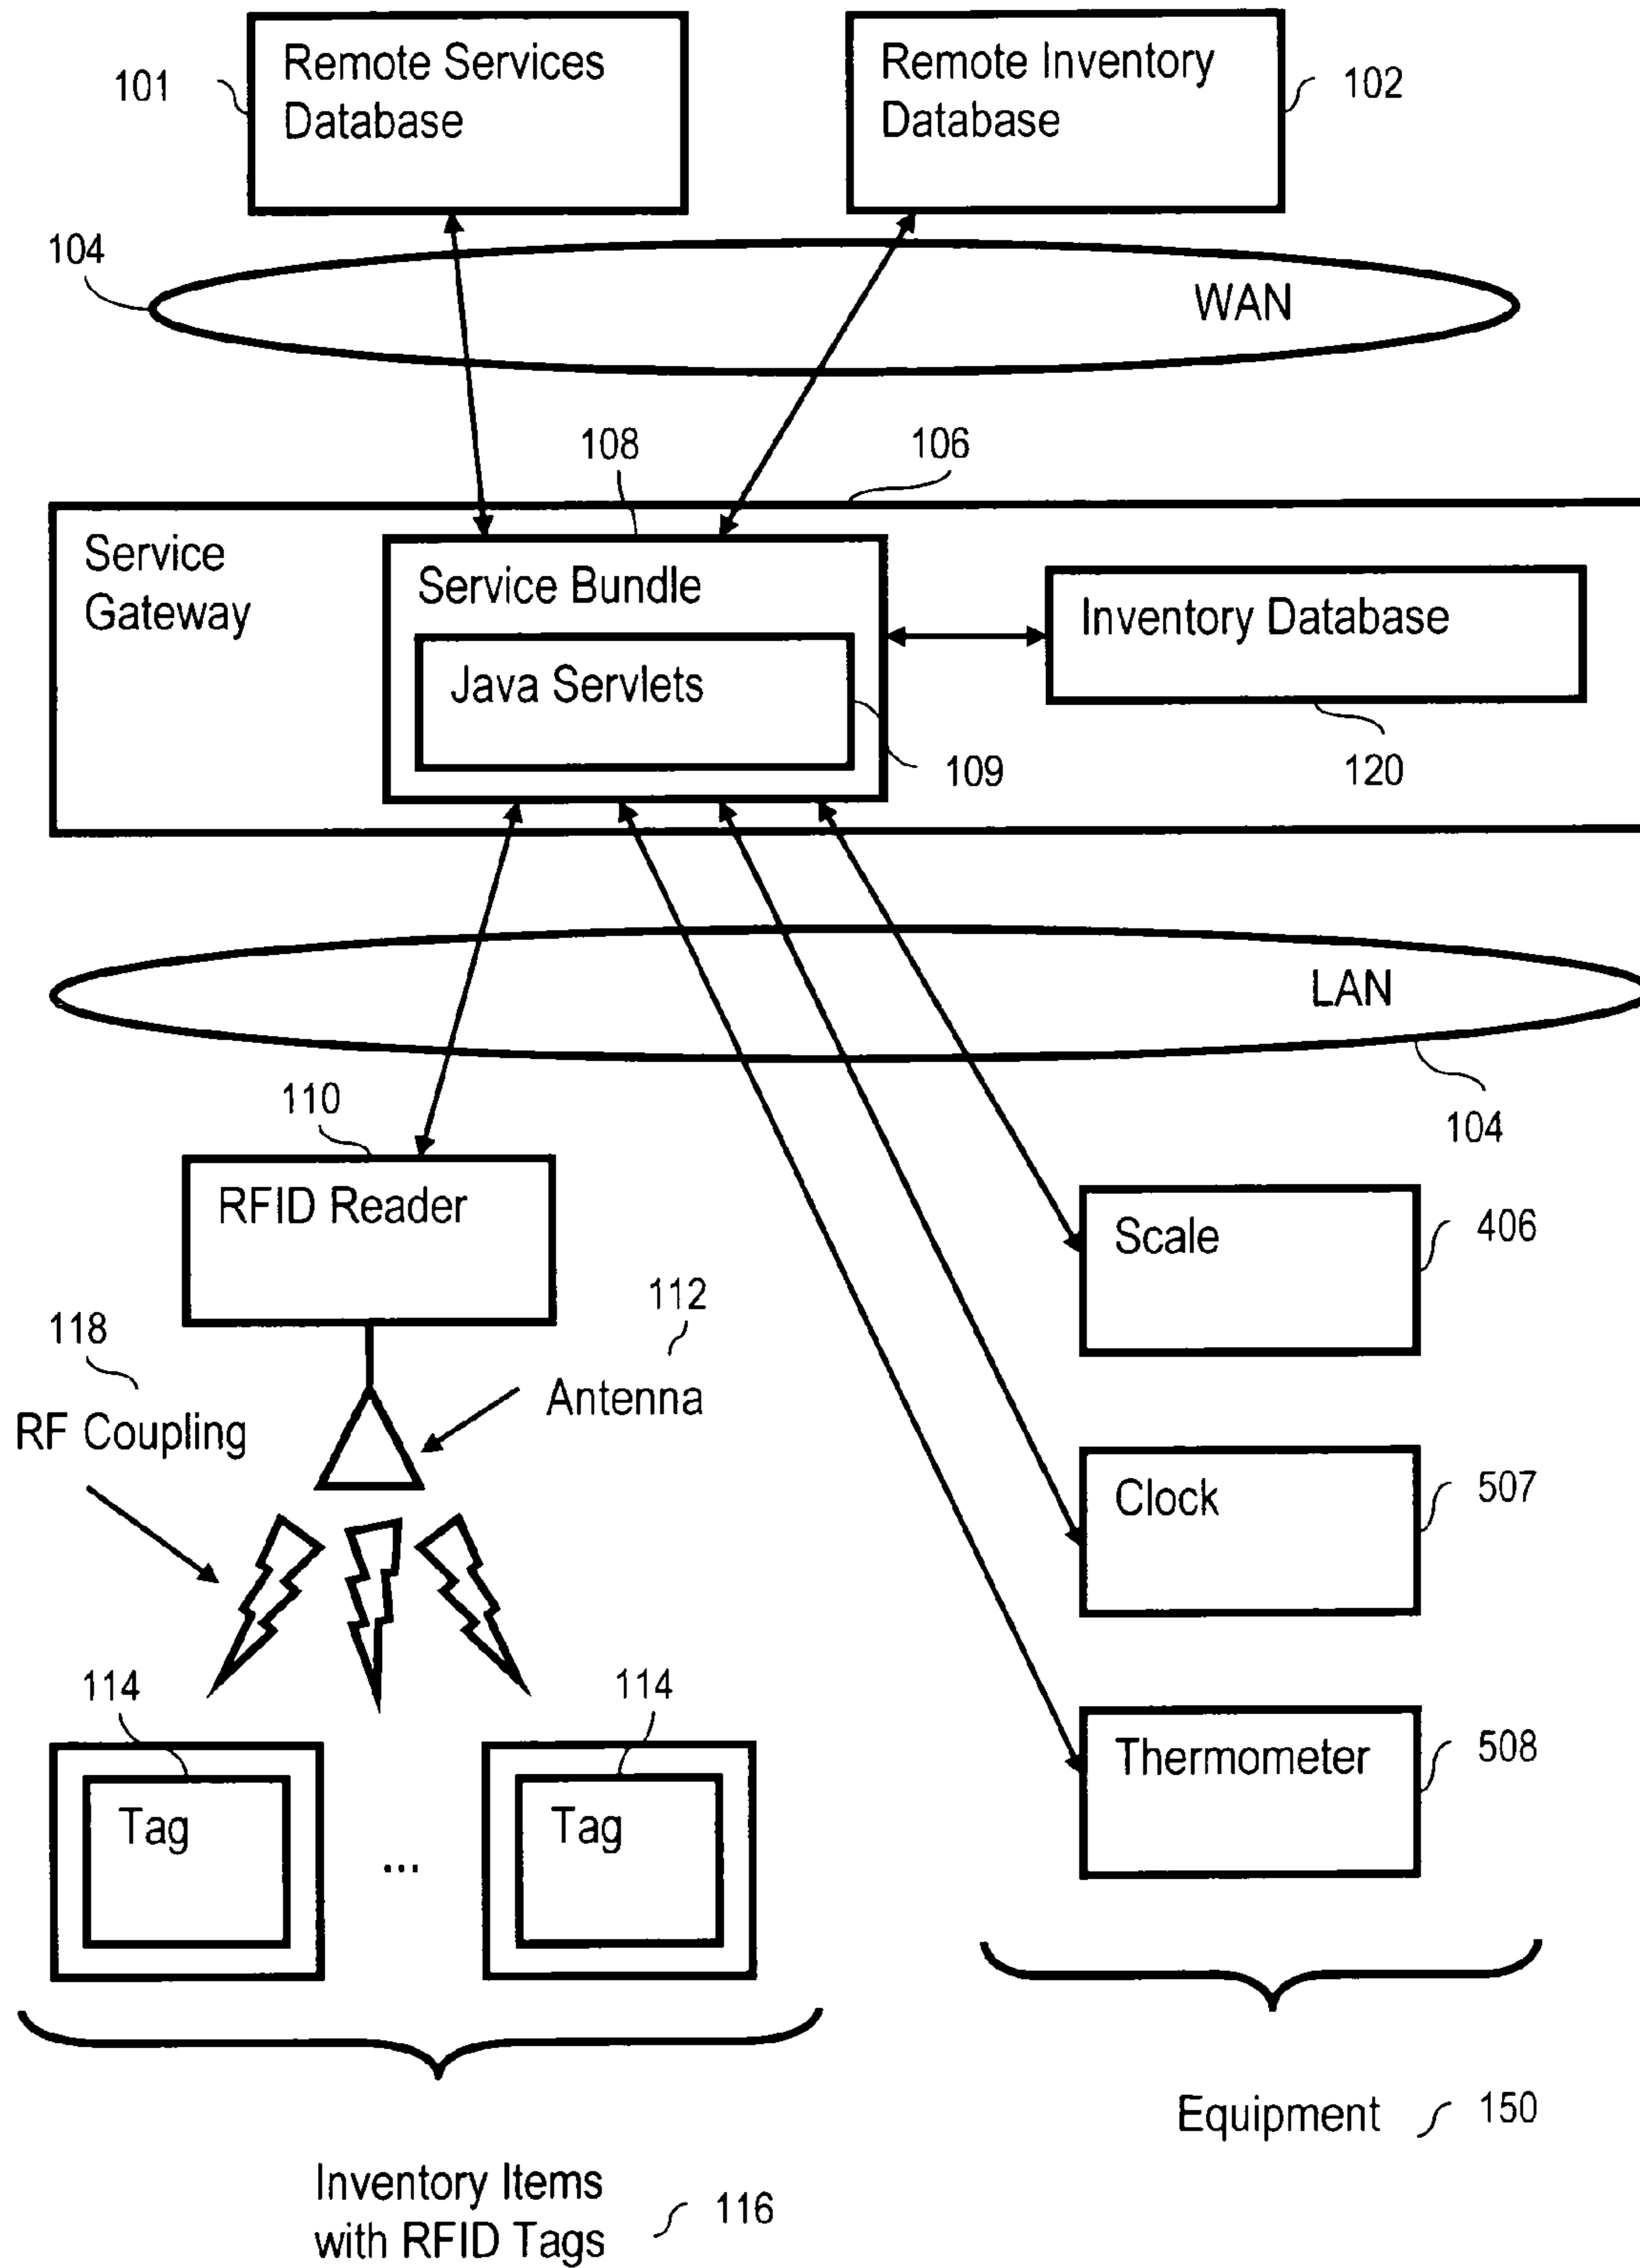 Remote Services
Database
101
Remote Inventory
Database
102
104
WAN
108
106
Service
Gateway
Service Bundle
Inventory Database
Java Servlets
109
120
LAN
104
110
RFID Reader
Scale
406
112
118
Antenna
RF Coupling
Clock
507
114
114
Thermometer
508
Tag
...
Tag
Equipment
150
Inventory Items
with RFID Tags
116